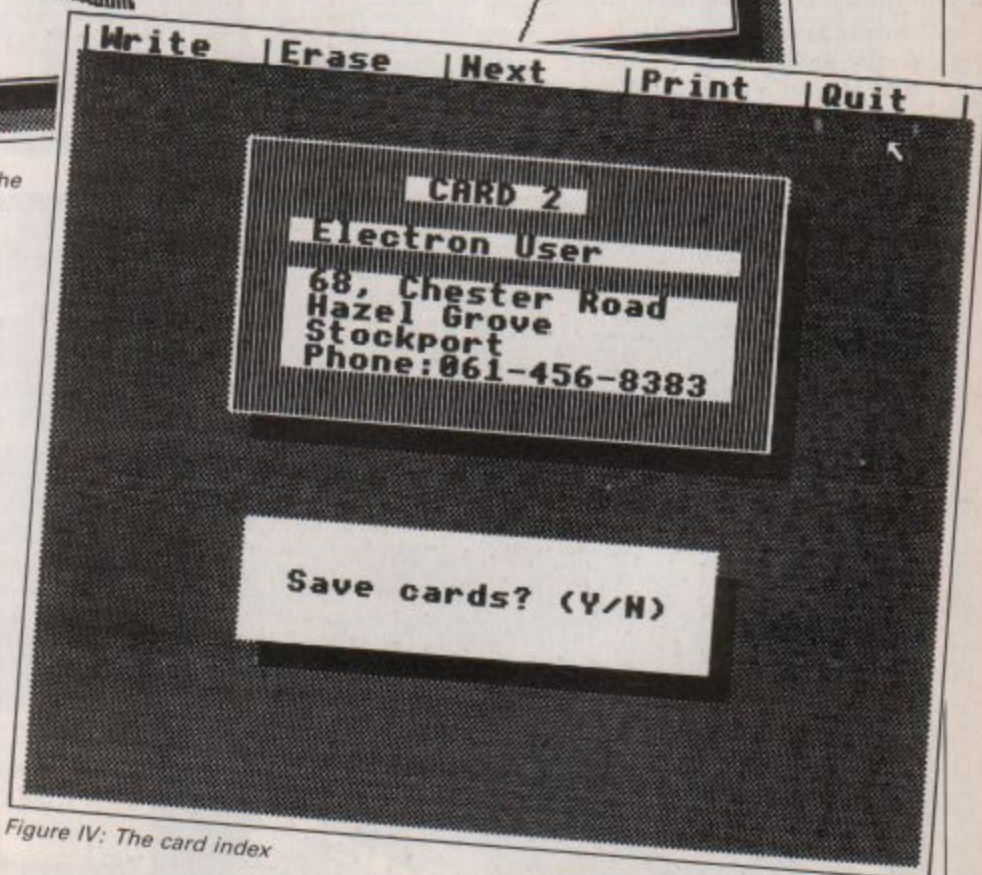 |Write |Erase |Next |Print |Quit |
he
CARD 2
Electron User
68, Chester Road
Hazel Grove
Stockport
Phone:061-456-8383
Save cards? (Y/N)
Figure IV: The card index